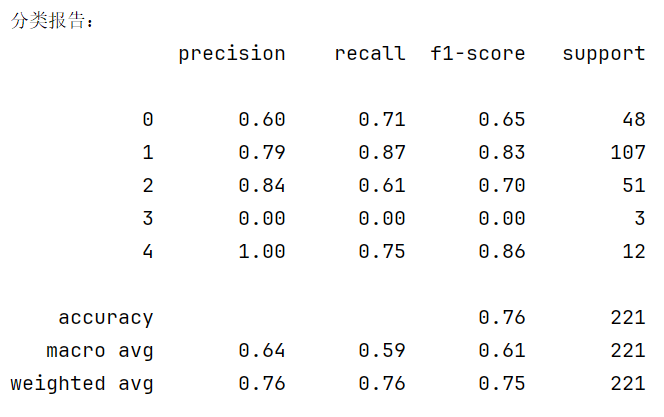 分类报告：
precision recall f1-score support
0 0.60 0.71 0.65 48
1 0.79 0.87 0.83 107
2 0.84 0.61 0.70 51
3 0.00 0.00 0.00 3
4 1.00 0.75 0.86 12
accuracy 0.76 221
macro avg 0.64 0.59 0.61 221
weighted avg 0.76 0.76 0.75 221